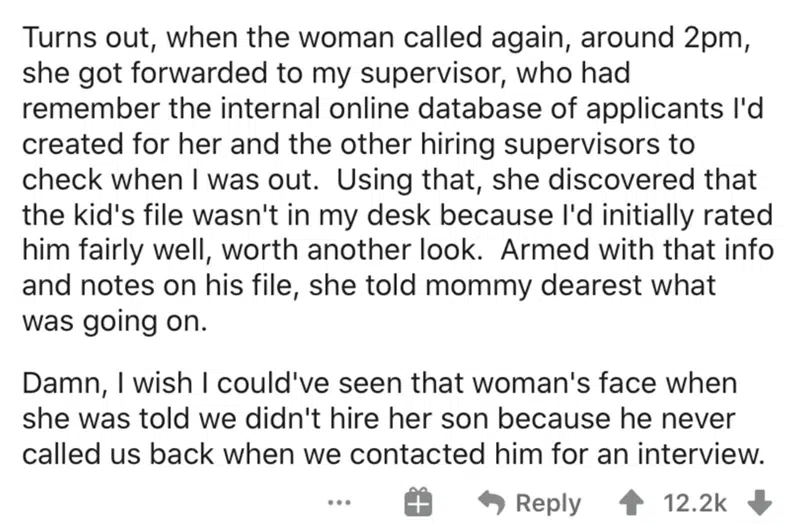 Turns out, when the woman called again, around 2pm,
she got forwarded to my supervisor, who had
remember the internal online database of applicants I'd
created for her and the other hiring supervisors to
check when I was out.  Using that, she discovered that
the kid's file wasn't in my desk because I'd initially rated
him fairly well, worth another look.  Armed with that info
and notes on his file, she told mommy dearest what
was going on.
Damn, I wish I could've seen that woman's face when
she was told we didn't hire her son because he never
called us back when we contacted him for an interview.
... Reply 12.2k